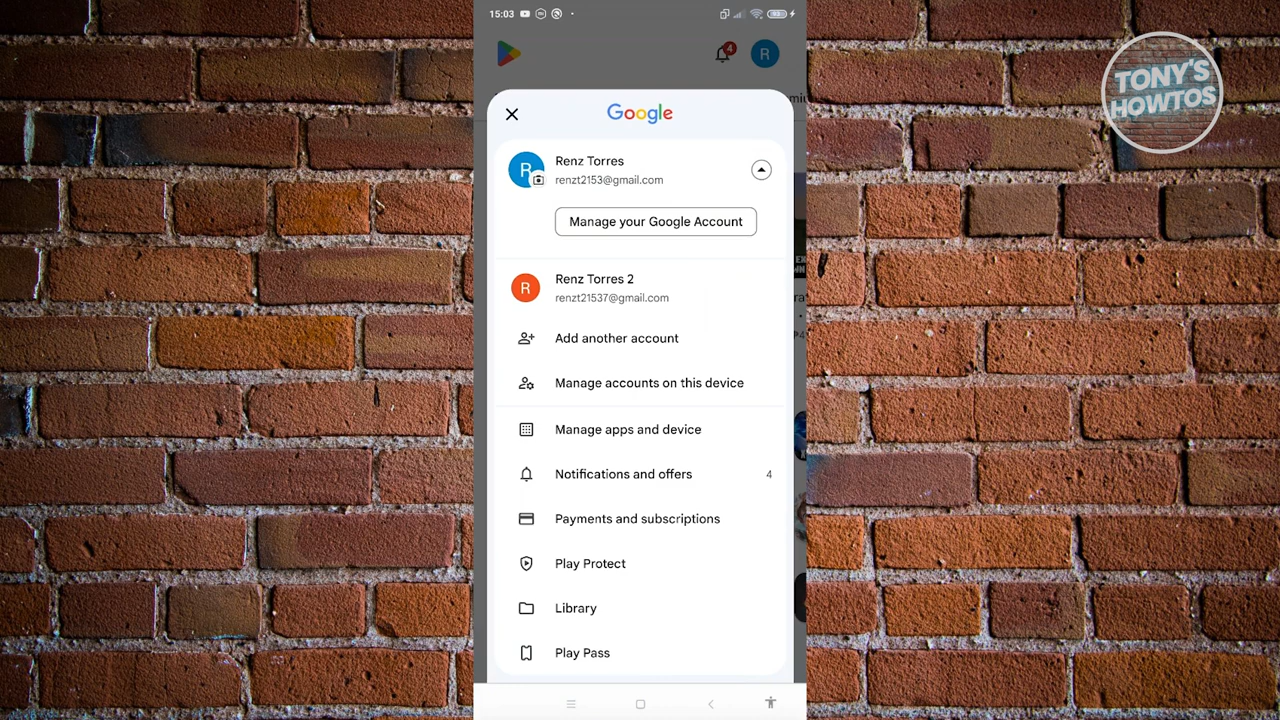 15:03
4
R
TONY'S
HOWTOS
Google
R
Renz Torres
renzt2153@gmail.com
Manage your Google Account
R
Renz Torres 2
renzt21537@gmail.com
Add another account
Manage accounts on this device
Manage apps and device
Notifications and offers 4
Payments and subscriptions
Play Protect
Library
Play Pass